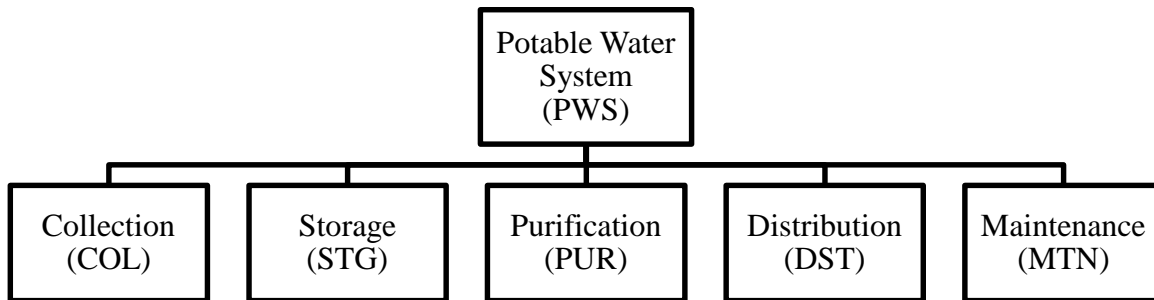 Potable Water
System
(PWS)
Collection
(COL)
Storage
(STG)
Purification
(PUR)
Distribution
(DST)
Maintenance
(MTN)